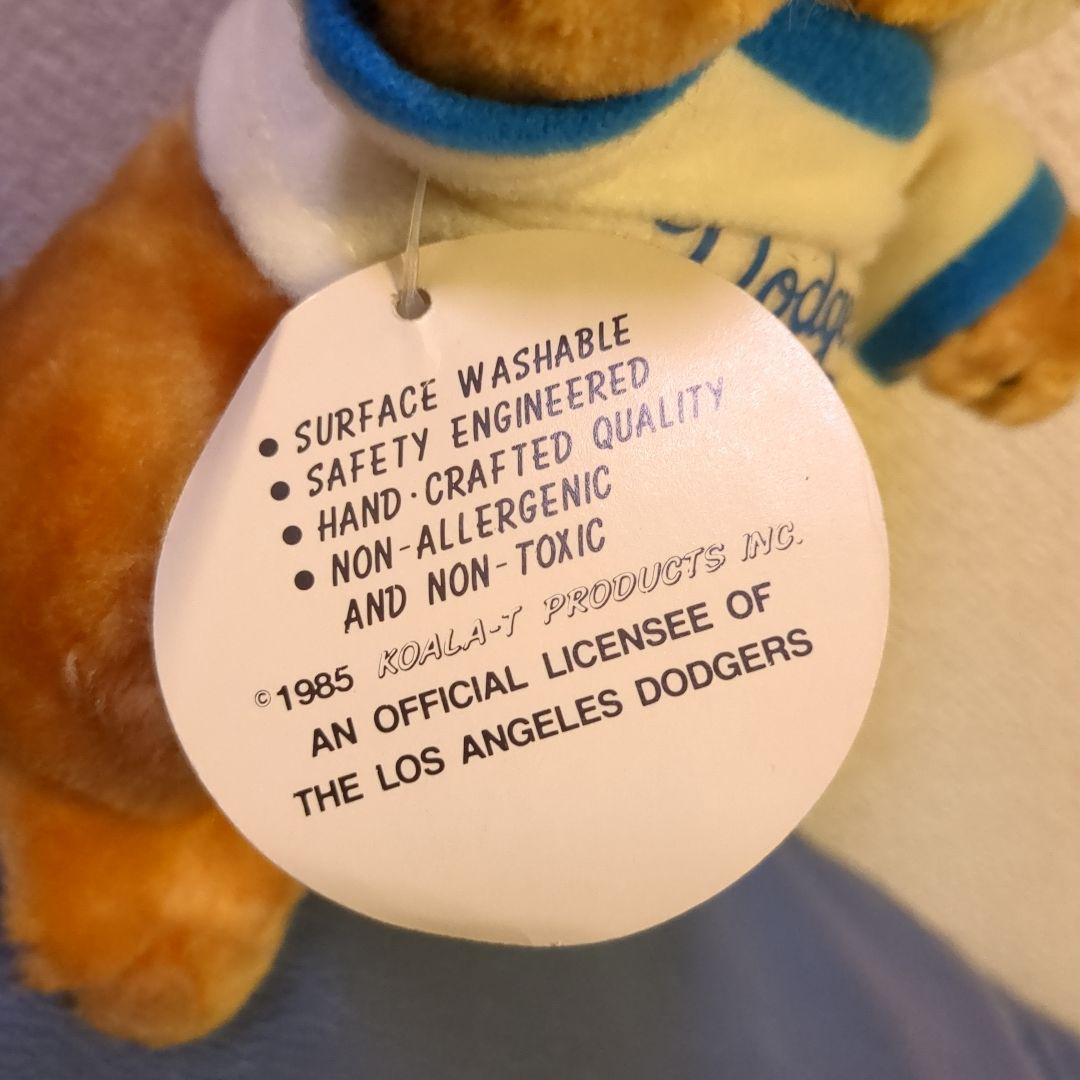 Dodge
• SURFACE WASHABLE
• SAFETY ENGINEERED
• HAND·CRAFTED QUALITY
• NON-ALLERGENIC
AND NON-TOXIC
©1985 KOALA-T PRODUCTS INC.
AN OFFICIAL LICENSEE OF
THE LOS ANGELES DODGERS